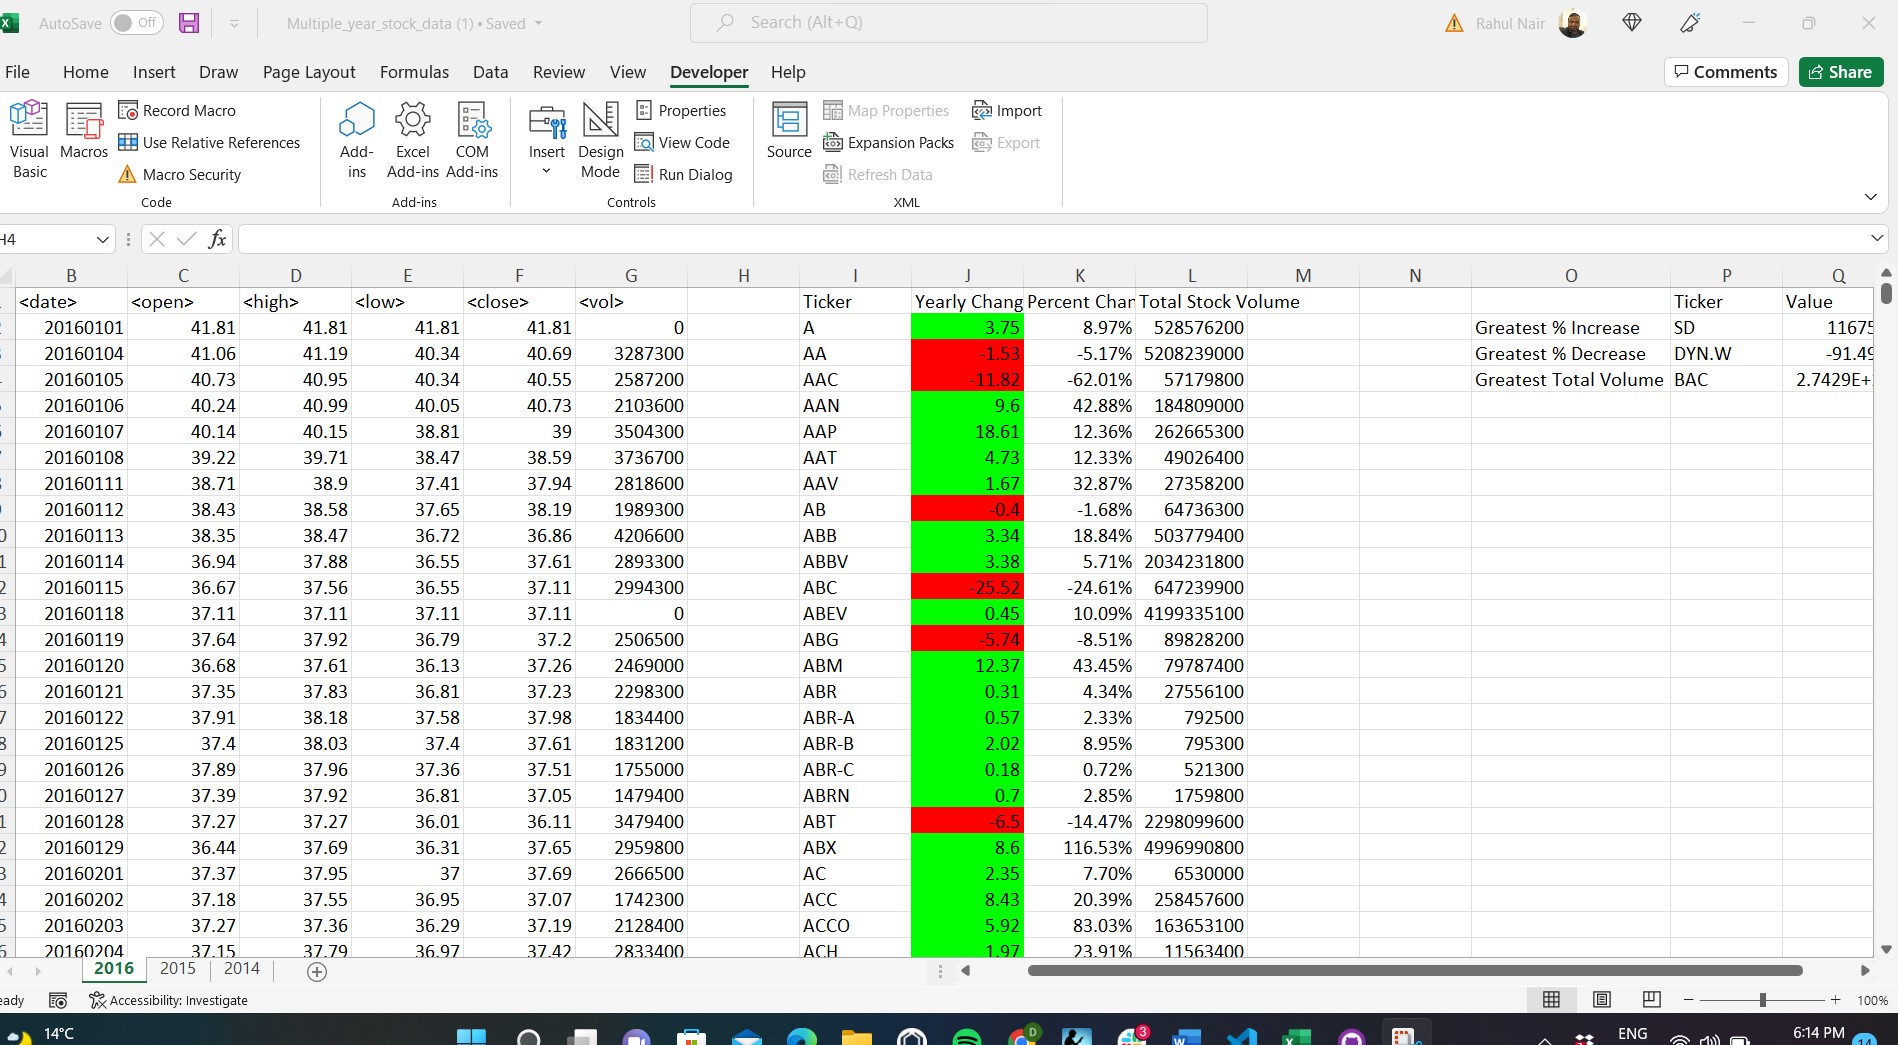 AutoSave Off Multiple_year_stock_data (1) • Saved Search (Alt+Q) Rahul Nair
File Home Insert Draw Page Layout Formulas Data Review View Developer Help Comments Share
Record Macro Properties Map Properties Import
Use Relative References View Code Expansion Packs Export
Visual Macros Add- Excel COM Insert Design Source
Basic ins Add-ins Add-ins Mode
Macro Security Run Dialog Refresh Data
Code Add-ins Controls XML
H4 fx
B C D E F G H I J K L M N O P Q
<date> <open> <high> <low> <close> <vol> Ticker Yearly Chang Percent Char Total Stock Volume Ticker Value
20160101 41.81 41.81 41.81 41.81 0 A 3.75 8.97% 528576200 Greatest % Increase SD 11675
20160104 41.06 41.19 40.34 40.69 3287300 AA -1.53 -5.17% 5208239000 Greatest % Decrease DYN.W -91.49
20160105 40.73 40.95 40.34 40.55 2587200 AAC -11.82 -62.01% 57179800 Greatest Total Volume BAC 2.7429E+
20160106 40.24 40.99 40.05 40.73 2103600 AAN 9.6 42.88% 184809000
20160107 40.14 40.15 38.81 39 3504300 AAP 18.61 12.36% 262665300
20160108 39.22 39.71 38.47 38.59 3736700 AAT 4.73 12.33% 49026400
20160111 38.71 38.9 37.41 37.94 2818600 AAV 1.67 32.87% 27358200
20160112 38.43 38.58 37.65 38.19 1989300 AB -0.4 -1.68% 64736300
20160113 38.35 38.47 36.72 36.86 4206600 ABB 3.34 18.84% 503779400
20160114 36.94 37.88 36.55 37.61 2893300 ABBV 3.38 5.71% 2034231800
20160115 36.67 37.56 36.55 37.11 2994300 ABC -25.52 -24.61% 647239900
20160118 37.11 37.11 37.11 37.11 0 ABEV 0.45 10.09% 4199335100
20160119 37.64 37.92 36.79 37.2 2506500 ABG -5.74 -8.51% 89828200
20160120 36.68 37.61 36.13 37.26 2469000 ABM 12.37 43.45% 79787400
20160121 37.35 37.83 36.81 37.23 2298300 ABR 0.31 4.34% 27556100
20160122 37.91 38.18 37.58 37.98 1834400 ABR-A 0.57 2.33% 792500
20160125 37.4 38.03 37.4 37.61 1831200 ABR-B 2.02 8.95% 795300
20160126 37.89 37.96 37.36 37.51 1755000 ABR-C 0.18 0.72% 521300
20160127 37.39 37.92 36.81 37.05 1479400 ABRN 0.7 2.85% 1759800
20160128 37.27 37.27 36.01 36.11 3479400 ABT -6.5 -14.47% 2298099600
20160129 36.44 37.69 36.31 37.65 2959800 ABX 8.6 116.53% 4996990800
20160201 37.37 37.95 37 37.69 2666500 AC 2.35 7.70% 6530000
20160202 37.18 37.55 36.95 37.07 1742300 ACC 8.43 20.39% 258457600
20160203 37.27 37.36 36.29 37.19 2128400 ACCO 5.92 83.03% 163653100
20160204 37.15 37.79 36.97 37.42 2833400 ACH 1.97 23.91% 11563400
2016 2015 2014
eady Accessibility: Investigate 100%
14°C ENG 6:14 PM